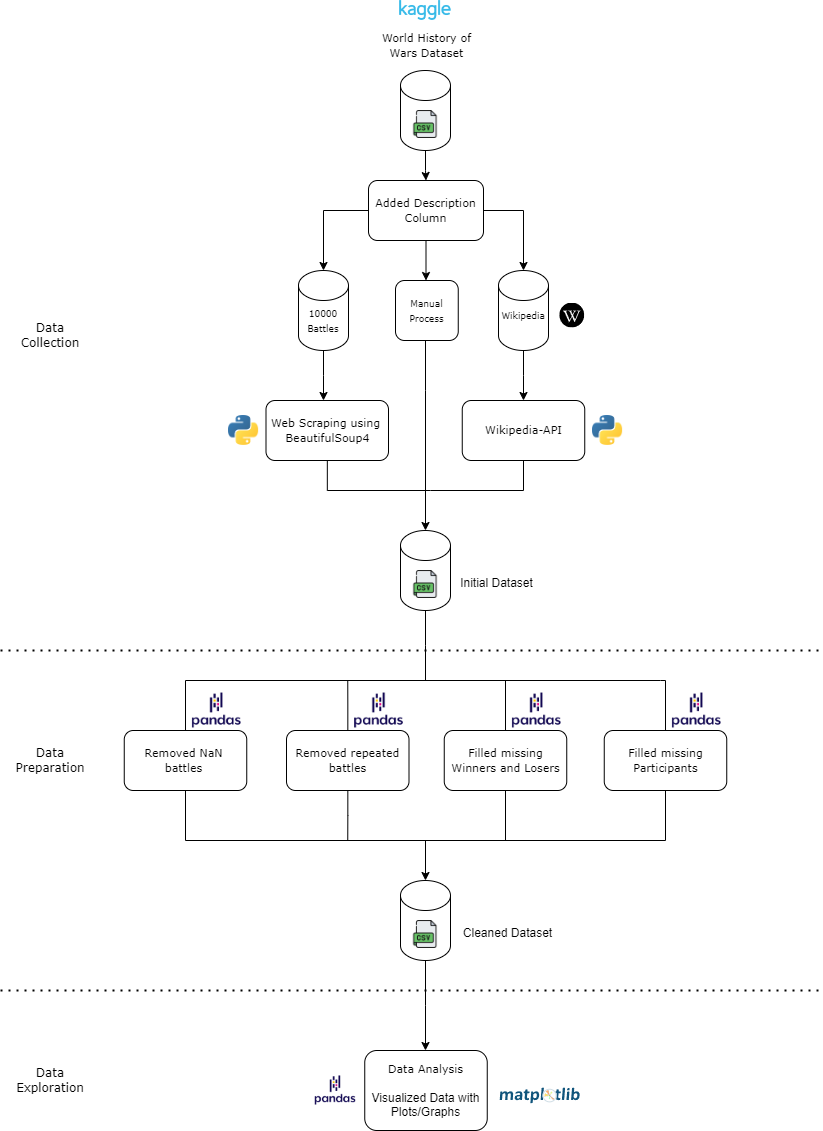 kaggle
World History of
Wars Dataset
CSV
Added Description
Column
10000
Battles
Manual
Process
Wikipedia
W
Data
Collection
Web Scraping using
BeautifulSoup4
Wikipedia-API
CSV
Initial Dataset
pandas
pandas
pandas
pandas
Data
Preparation
Removed NaN
battles
Removed repeated
battles
Filled missing
Winners and Losers
Filled missing
Participants
CSV
Cleaned Dataset
Data
Exploration
pandas
Data Analysis
Visualized Data with
Plots/Graphs
matplotlib